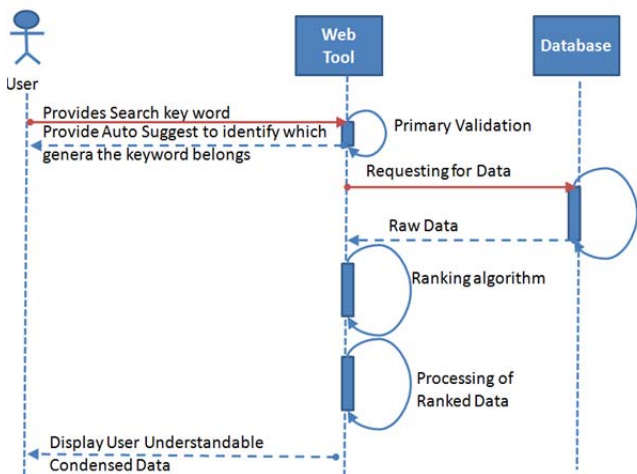 Web
Tool
Database
User
Provides Search key word
Provide Auto Suggest to identify which
genera the keyword belongs
Primary Validation
Requesting for Data
Raw Data
Ranking algorithm
Processing of
Ranked Data
Display User Understandable
Condensed Data